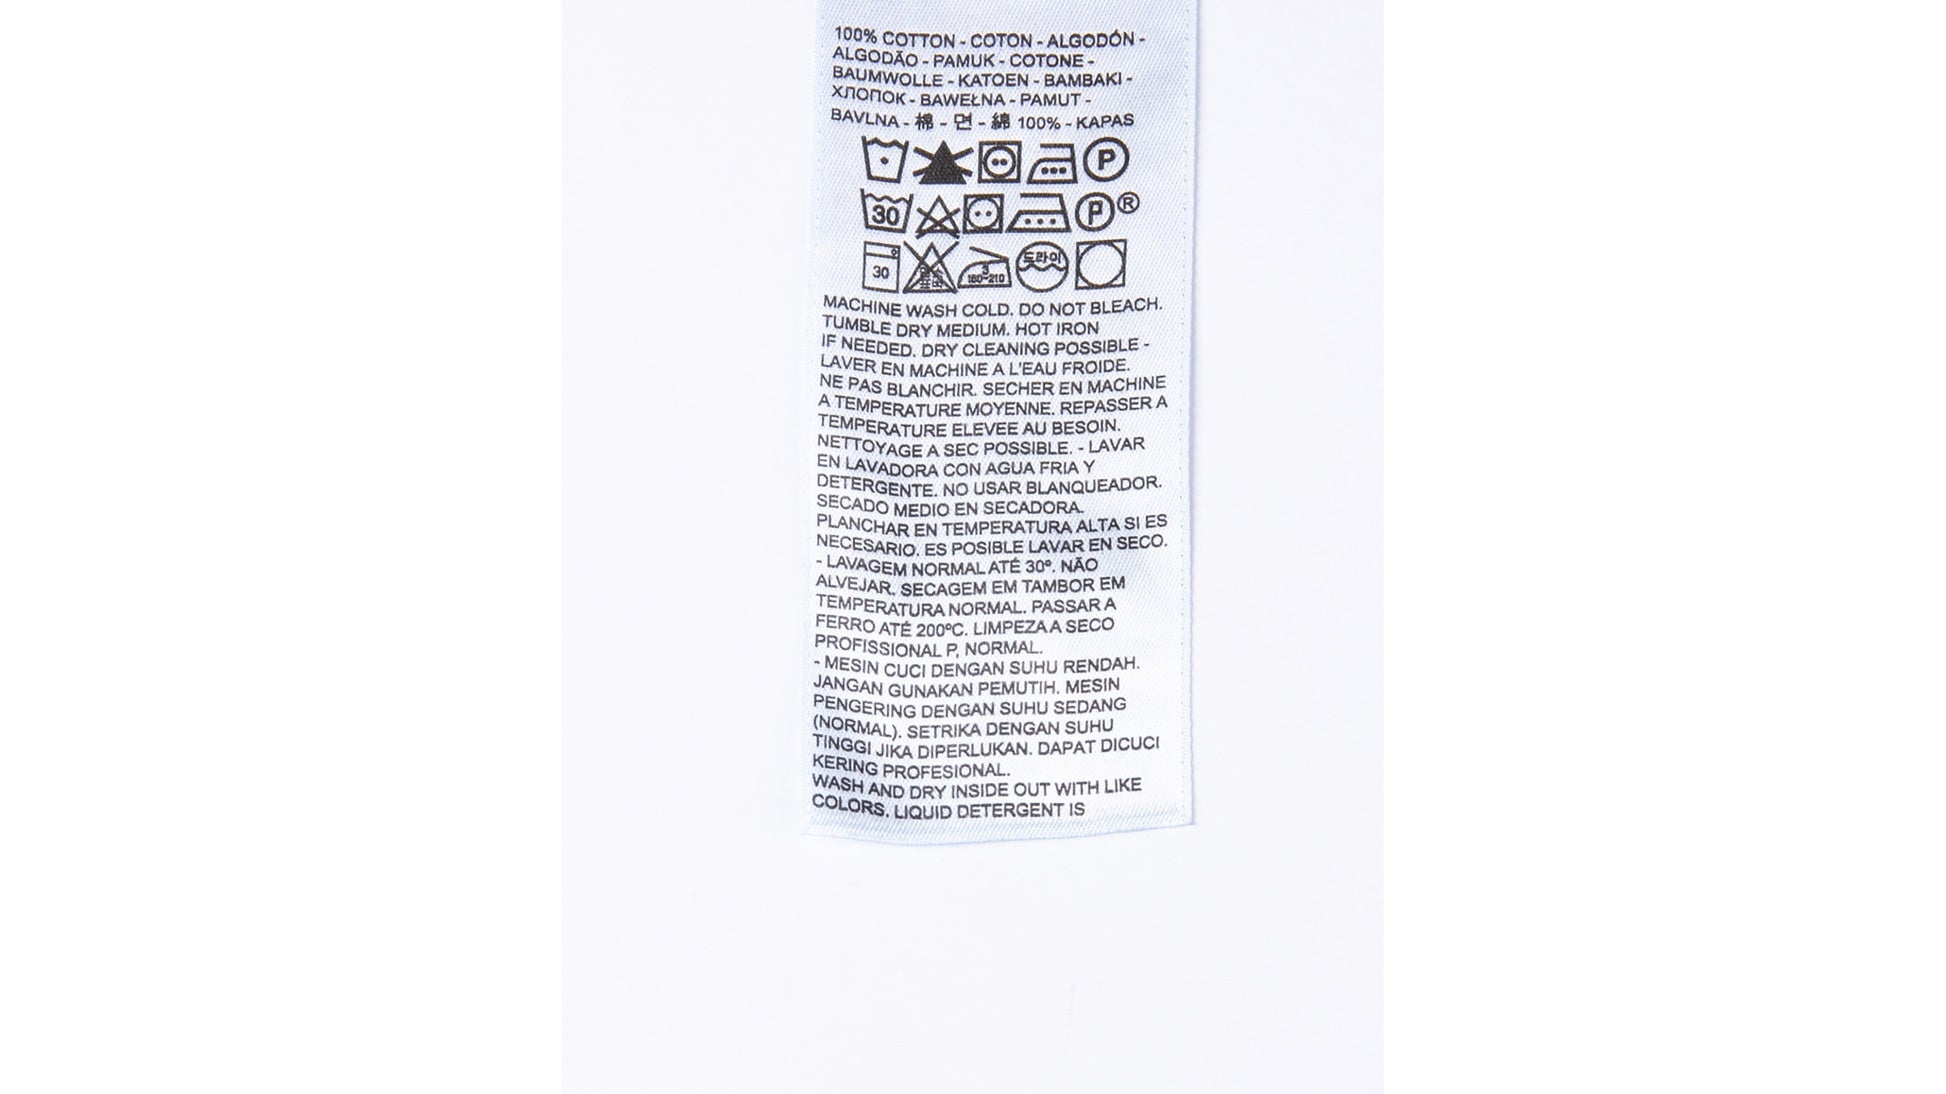 100% COTTON - COTON - ALGODÓN -
ALGODÃO - PAMUK - COTONE -
BAUMWOLLE - KATOEN - BAMBAKI -
ХЛОПОК - BAWEŁNA - PAMUT -
BAVLNA - 棉 - 면 - 綿 100% - KAPAS
P
30 P ®
30 3 180-210 드라이
MACHINE WASH COLD. DO NOT BLEACH.
TUMBLE DRY MEDIUM. HOT IRON
IF NEEDED. DRY CLEANING POSSIBLE -
LAVER EN MACHINE A L'EAU FROIDE.
NE PAS BLANCHIR. SECHER EN MACHINE
A TEMPERATURE MOYENNE. REPASSER A
TEMPERATURE ELEVEE AU BESOIN.
NETTOYAGE A SEC POSSIBLE. - LAVAR
EN LAVADORA CON AGUA FRIA Y
DETERGENTE. NO USAR BLANQUEADOR.
SECADO MEDIO EN SECADORA.
PLANCHAR EN TEMPERATURA ALTA SI ES
NECESARIO. ES POSIBLE LAVAR EN SECO.
- LAVAGEM NORMAL ATÉ 30º. NÃO
ALVEJAR. SECAGEM EM TAMBOR EM
TEMPERATURA NORMAL. PASSAR A
FERRO ATÉ 200ºC. LIMPEZA A SECO
PROFISSIONAL P, NORMAL.
- MESIN CUCI DENGAN SUHU RENDAH.
JANGAN GUNAKAN PEMUTIH. MESIN
PENGERING DENGAN SUHU SEDANG
(NORMAL). SETRIKA DENGAN SUHU
TINGGI JIKA DIPERLUKAN. DAPAT DICUCI
KERING PROFESIONAL.
WASH AND DRY INSIDE OUT WITH LIKE
COLORS. LIQUID DETERGENT IS